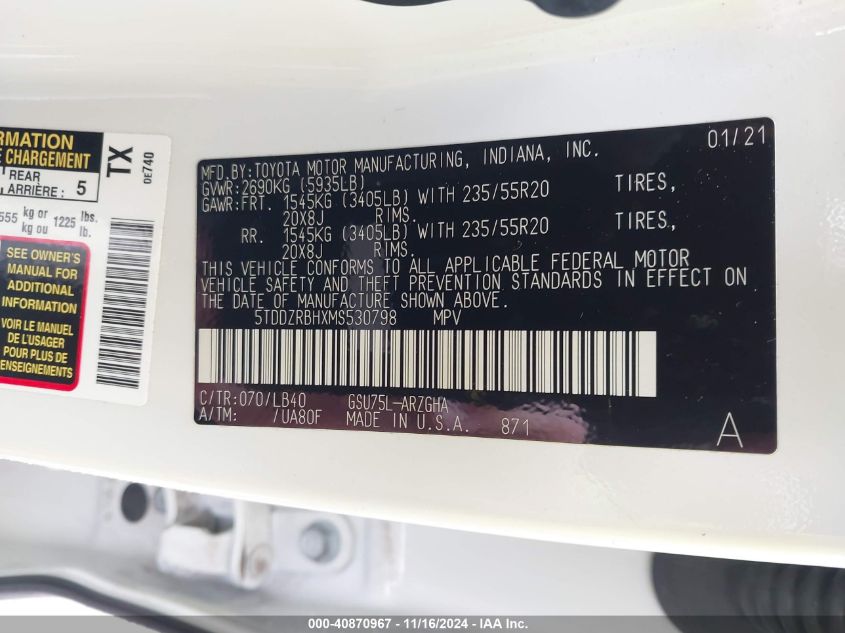 RMATION
E CHARGEMENT
REAR
ARRIÈRE: 5
555 kg or 1225 lbs.
kg ou lb.
SEE OWNER'S
MANUAL FOR
ADDITIONAL
INFORMATION
VOIR LE MANUEL
DE L'USAGER
POUR PLUS DE
RENSEIGNEMENTS
TX
0E740
01/21
MFD.BY:TOYOTA MOTOR MANUFACTURING, INDIANA, INC.
GVWR:2690KG (5935LB)
GAWR:FRT. 1545KG (3405LB) WITH 235/55R20 TIRES,
20X8J RIMS.
RR. 1545KG (3405LB) WITH 235/55R20 TIRES,
20X8J RIMS.
THIS VEHICLE CONFORMS TO ALL APPLICABLE FEDERAL MOTOR
VEHICLE SAFETY AND THEFT PREVENTION STANDARDS IN EFFECT ON
THE DATE OF MANUFACTURE SHOWN ABOVE.
5TDDZRBHXMS530798 MPV
C/TR:070/LB40 GSU75L-ARZGHA
A/TM: /UA80F MADE IN U.S.A. 871
A
000-40870967 - 11/16/2024 - IAA Inc.